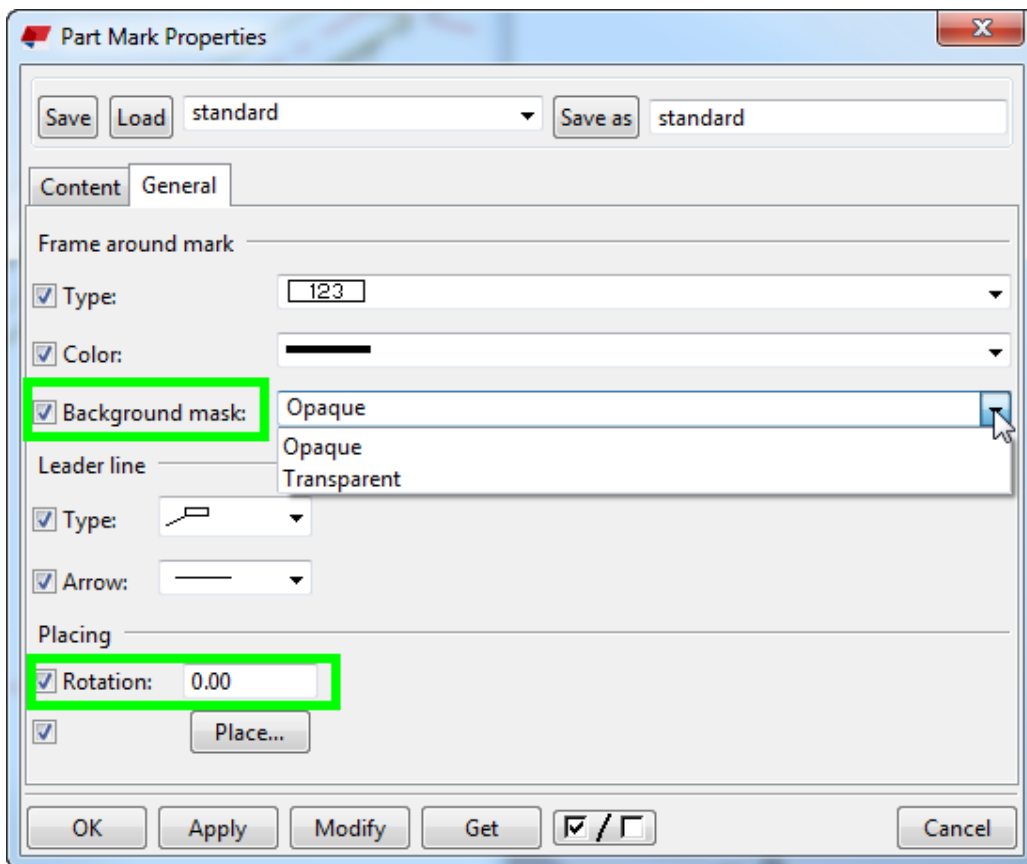 Part Mark Properties
Save Load standard Save as standard
Content General
Frame around mark
Type: 123
Color:
Background mask: Opaque
Opaque
Leader line
Transparent
Type:
Arrow:
Placing
Rotation: 0.00
Place...
OK Apply Modify Get / Cancel